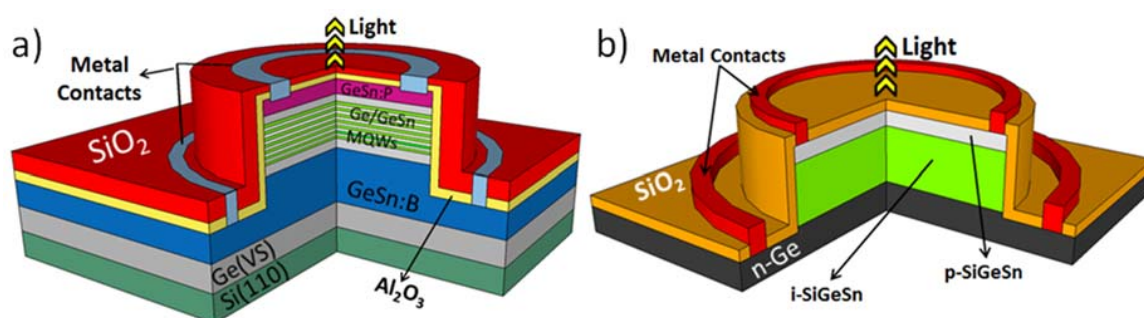 a)
Light
Metal
Contacts
SiO2
GeSn:P
Ge/GeSn
MQWs
GeSn:B
Ge(VS)
Si(110)
Al2O3
b)
Light
Metal Contacts
SiO2
n-Ge
i-SiGeSn
p-SiGeSn